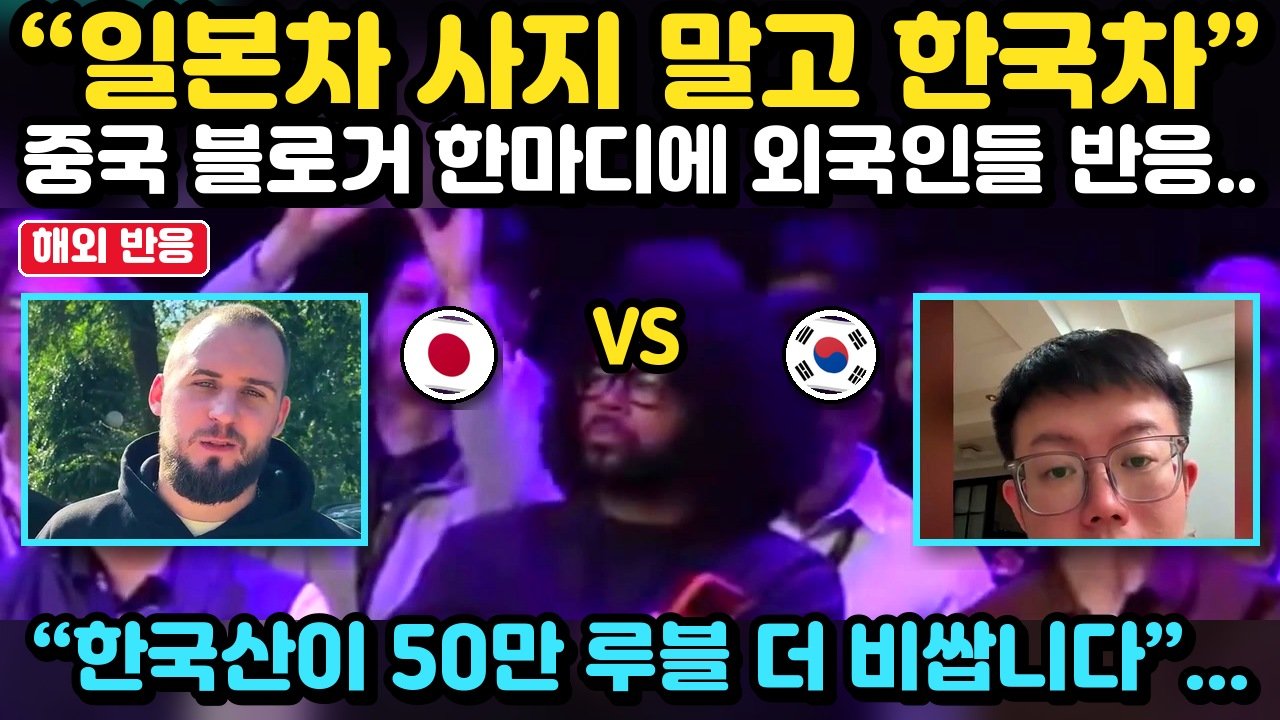 “일본차 사지 말고 한국차”
중국 블로거 한마디에 외국인들 반응..
해외 반응
VS
“한국산이 50만 루블 더 비쌉니다”...